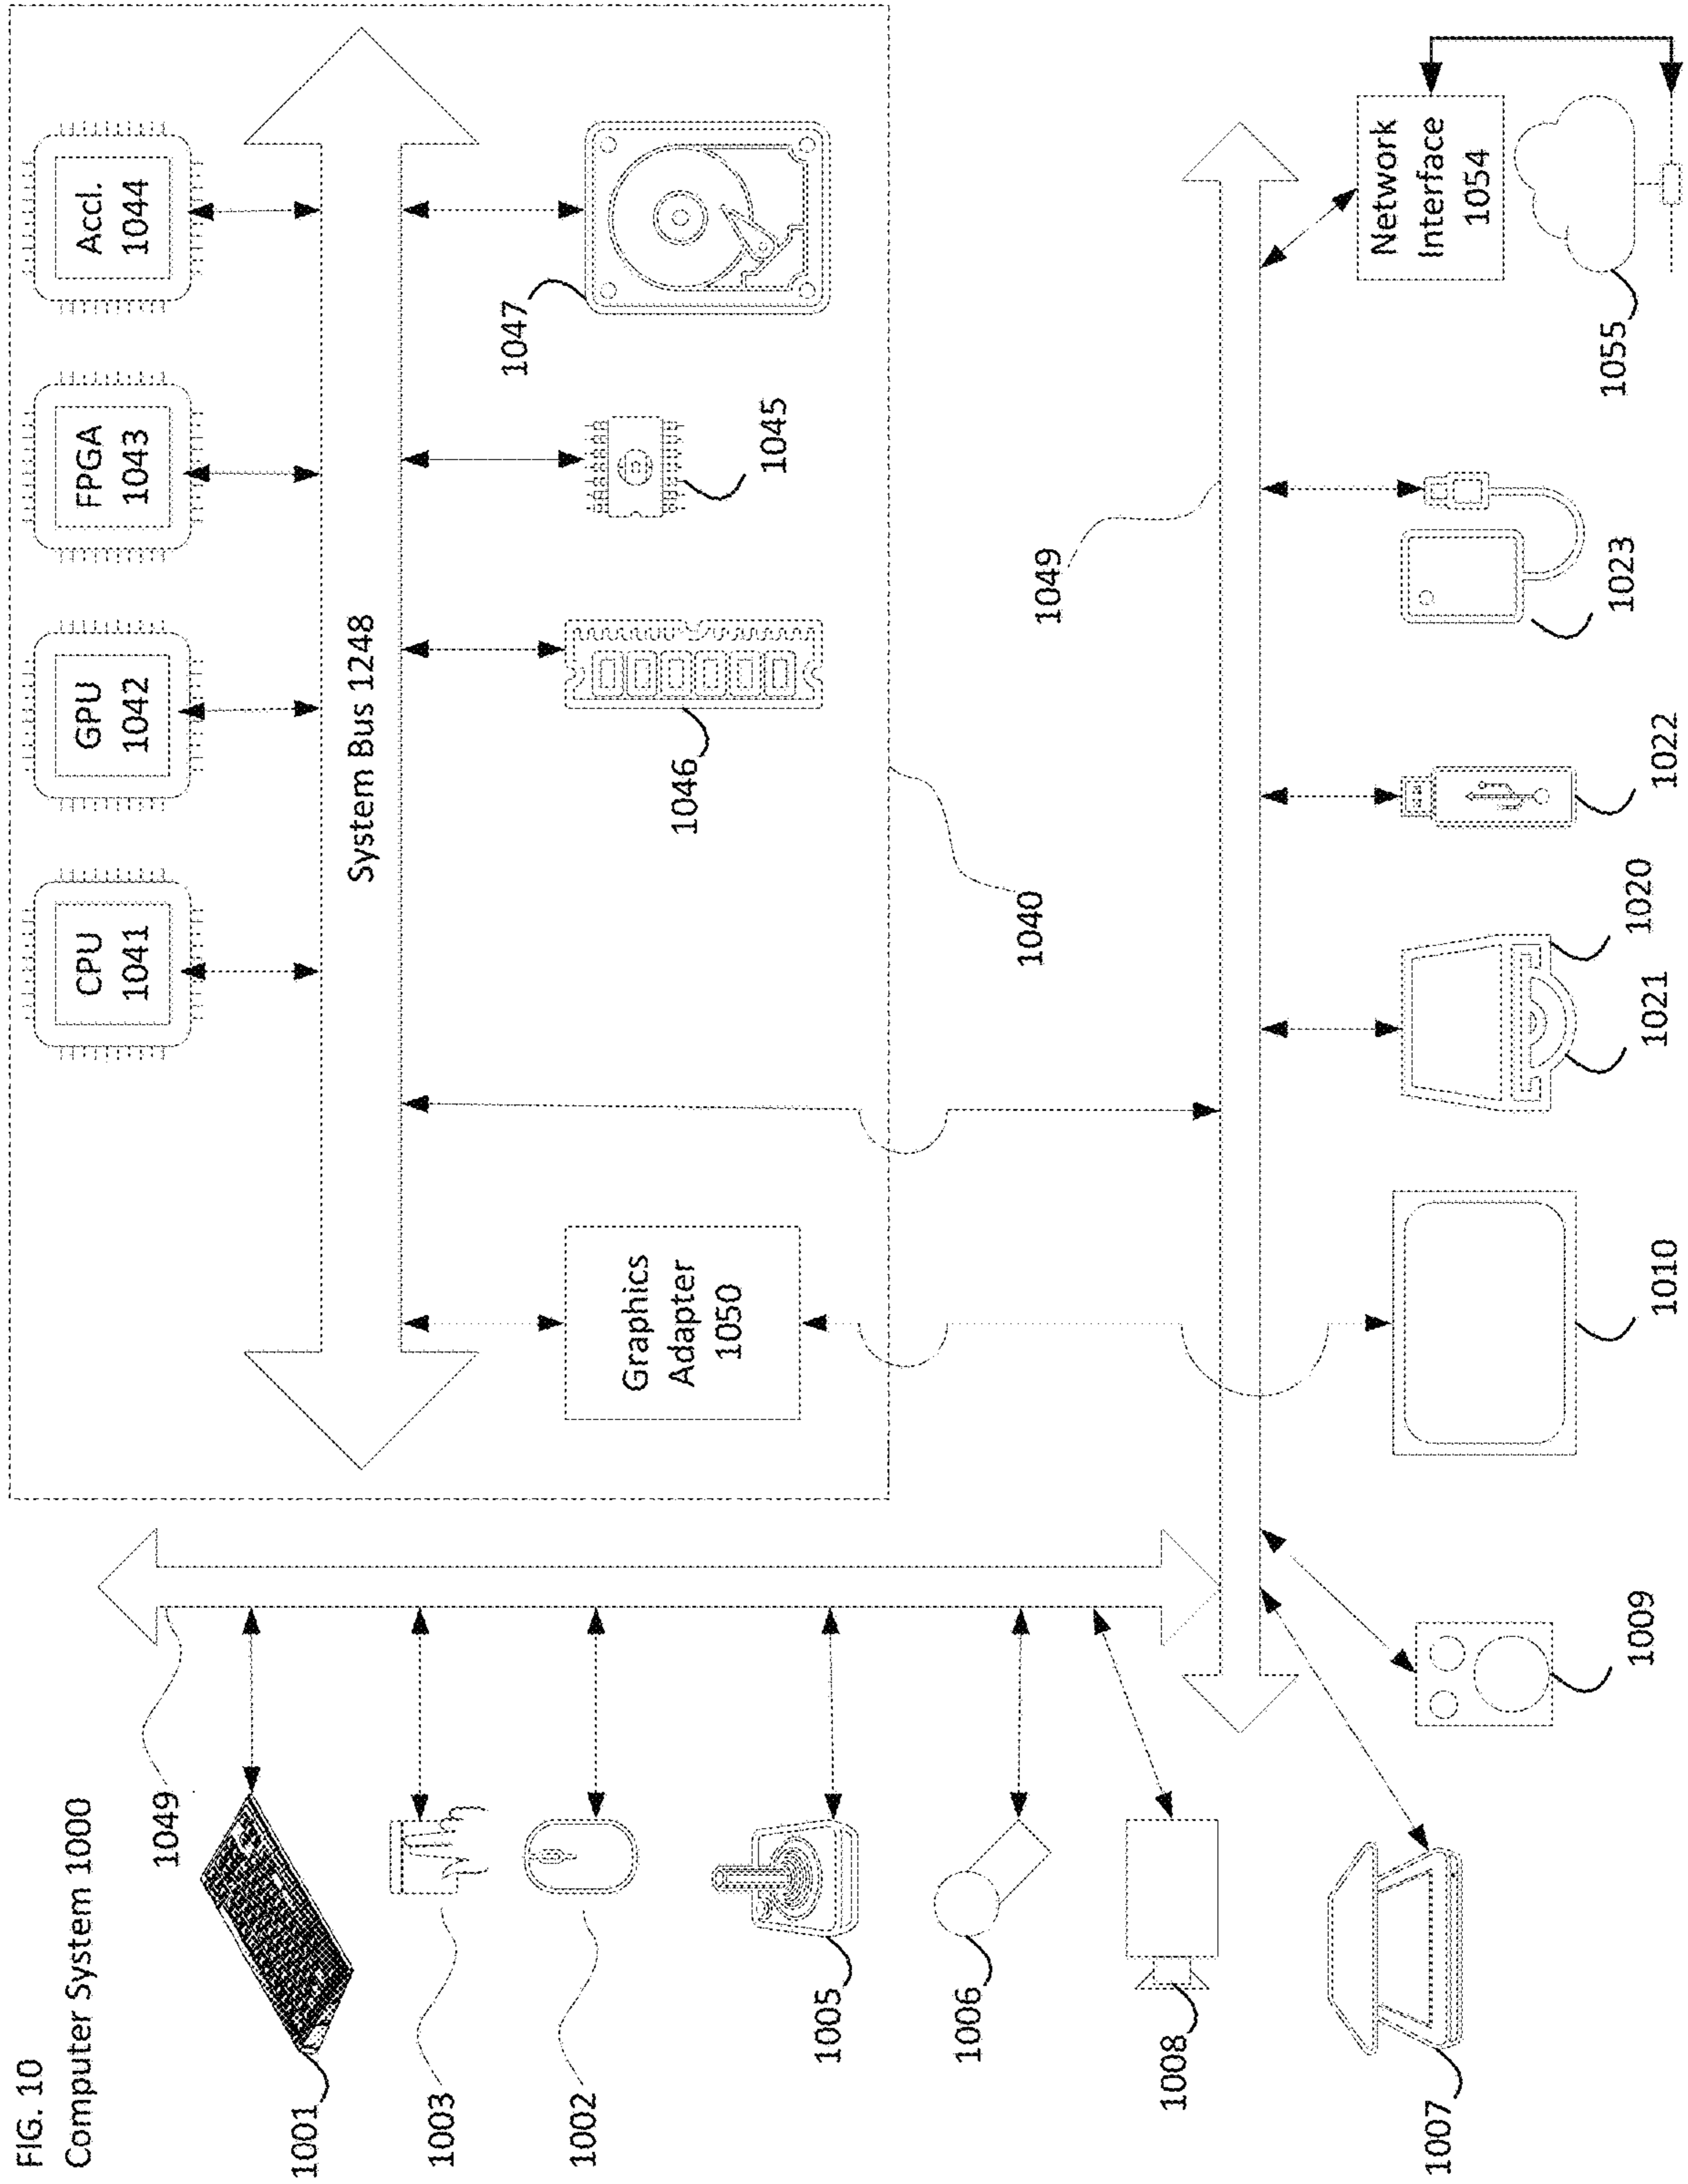 FIG. 10
Computer System 1000
CPU
1041
GPU
1042
FPGA
1043
Accl.
1044
System Bus 1248
1001
1049
1003
1002
1005
1006
1008
1007
Graphics
Adapter
1050
1046
1045
1047
1040
1049
1009
1010
1021
1020
1022
1023
1055
Network
Interface
1054